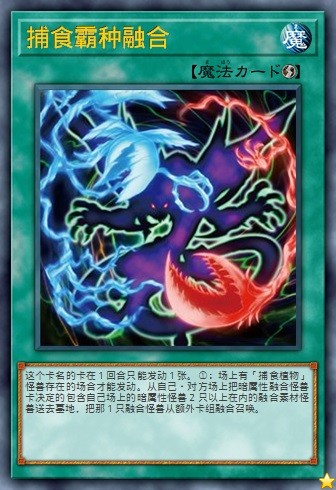 捕食霸种融合
魔
【魔法カード】
这个卡名的卡在1回合只能发动1张。①：场上有「捕食植物」
怪兽存在的场合才能发动。从自己·对方场上把暗属性融合怪兽
卡决定的包含自己场上的暗属性怪兽2只以上在内的融合素材怪
兽送去墓地，把那1只融合怪兽从额外卡组融合召唤。